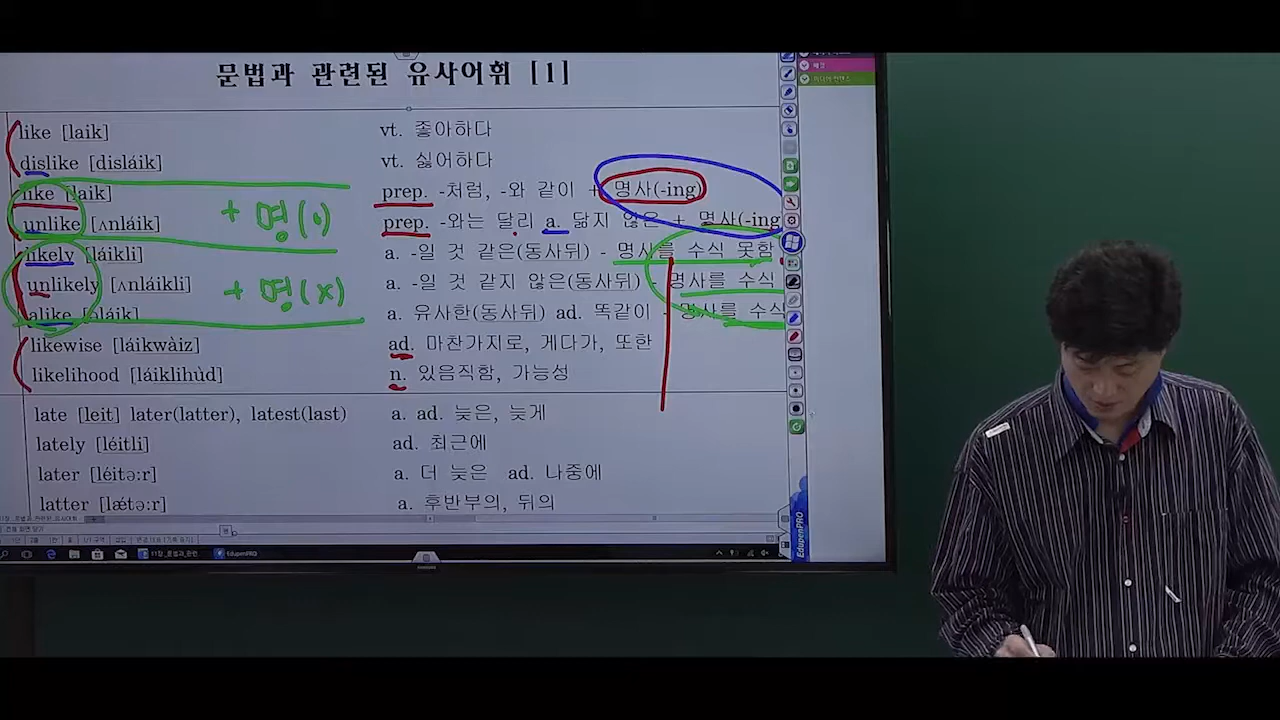 문법과 관련된 유사어휘 [1]
like [laik] vt. 좋아하다
dislike [disláik] vt. 싫어하다
like [laik] prep. -처럼, -와 같이 + 명사(-ing)
unlike [ʌnláik] prep. -와는 달리 a. 닮지 않은 + 명사(-ing
+ 명(o)
likely [láikli] a. -일 것 같은(동사뒤) - 명사를 수식 못함
unlikely [ʌnláikli] a. -일 것 같지 않은(동사뒤) - 명사를 수식
+ 명(x)
alike [əláik] a. 유사한(동사뒤) ad. 똑같이 - 명사를 수식
likewise [láikwàiz] ad. 마찬가지로, 게다가, 또한
likelihood [láiklihùd] n. 있음직함, 가능성
late [leit] later(latter), latest(last) a. ad. 늦은, 늦게
lately [léitli] ad. 최근에
later [léitə:r] a. 더 늦은 ad. 나중에
latter [lǽtə:r] a. 후반부의, 뒤의
EdupenPRO
EdupenPRO